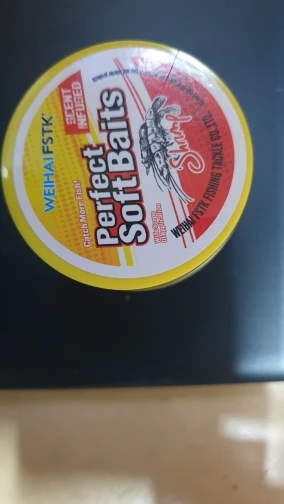 WEIHAI FSTK
SCENT
INFUSED
Catch More Fish!
Perfect
Soft Baits
Shrimp
WEIHAI FSTK FISHING TACKLE CO., LTD.